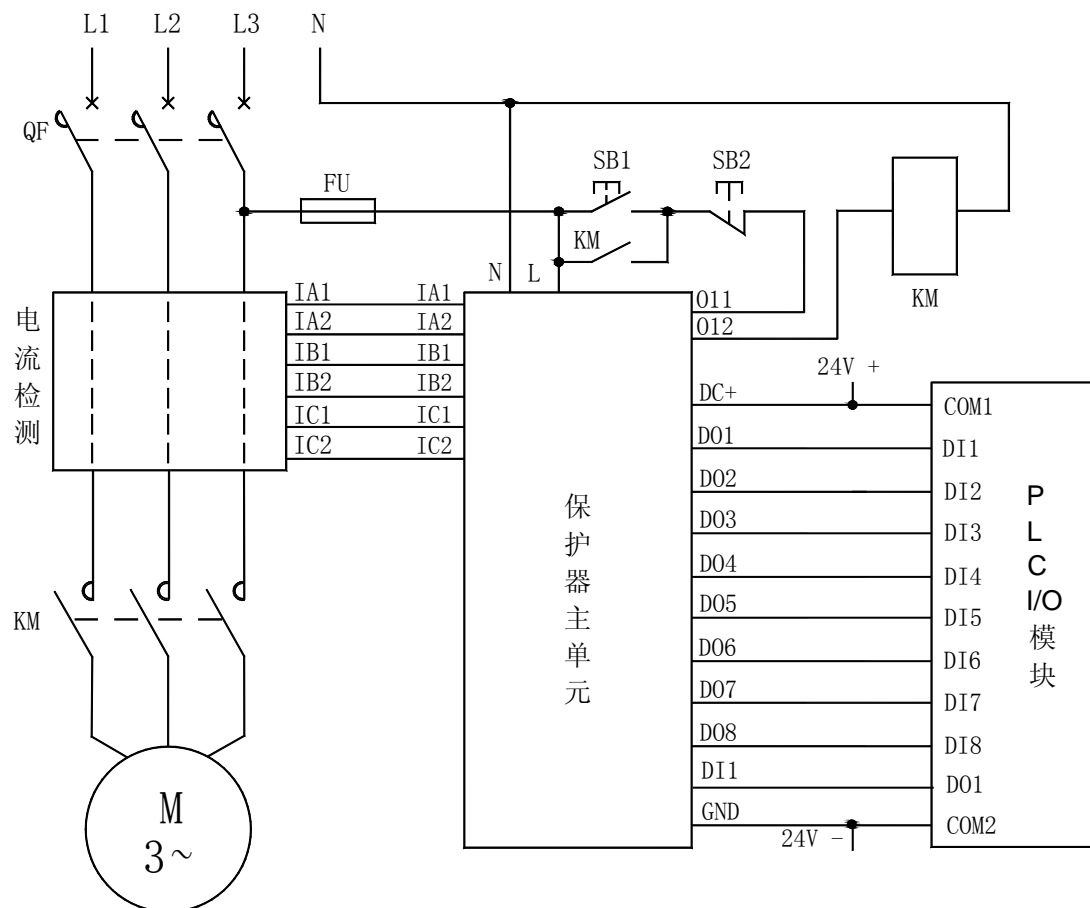 L1 L2 L3 N
QF
FU
SB1
SB2
KM
KM
N L
电流检测
IA1 IA1
IA2 IA2
IB1 IB1
IB2 IB2
IC1 IC1
IC2 IC2
O11
O12
24V +
DC+ COM1
DO1 DI1
DO2 DI2
DO3 DI3
DO4 DI4
DO5 DI5
DO6 DI6
DO7 DI7
DO8 DI8
DI1 DO1
GND COM2
24V −
保护器主单元
PLC
I/O
模块
KM
M
3~